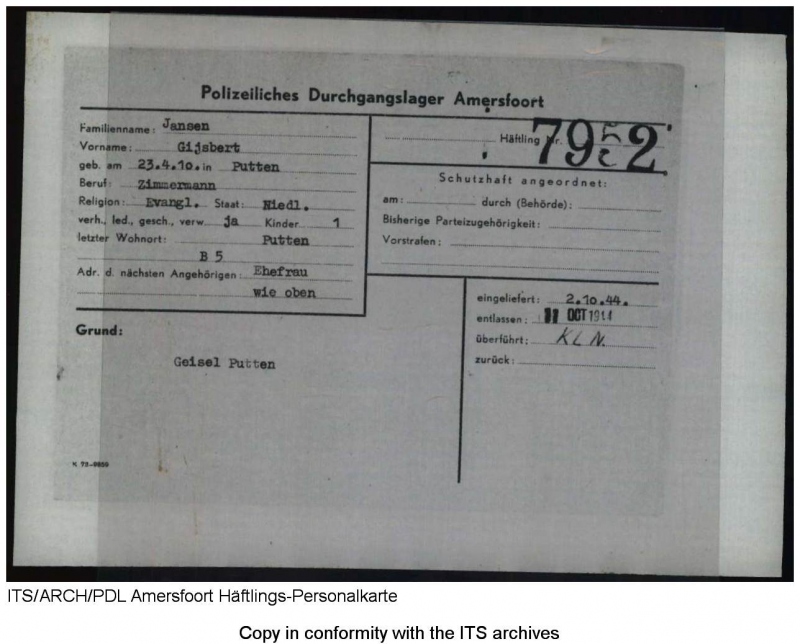 Polizeiliches Durchgangslager Amersfoort
Familienname: Jansen
Vorname: Gijsbert
geb. am 23.4.10. in Putten
Beruf: Zimmermann
Religion: Evangl. Staat: Niedl.
verh., led., gesch., verw. ja Kinder 1
letzter Wohnort: Putten
B 5
Adr. d. nächsten Angehörigen: Ehefrau
wie oben
Häftling Nr. 7952.
Schutzhaft angeordnet:
am: durch (Behörde):
Bisherige Parteizugehörigkeit:
Vorstrafen:
Grund:
Geisel Putten
eingeliefert: 2.10.44.
entlassen: 11 OCT 1944
überführt: KLN.
zurück:
ITS/ARCH/PDL Amersfoort Häftlings-Personalkarte
Copy in conformity with the ITS archives